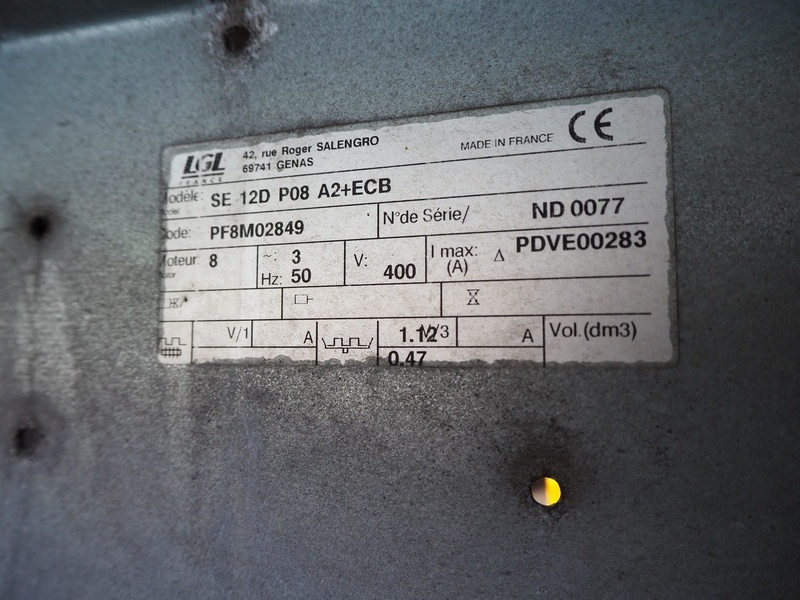 LGL
FRANCE
42, rue Roger SALENGRO
69741 GENAS
MADE IN FRANCE CE
Modèle: SE 12D P08 A2+ECB
Code: PF8M02849 N°de Série/ ND 0077
Moteur: 8 ~: 3 V: 400 I max: Δ PDVE00283
Hz: 50 (A)
V/1 A 1.12 /3 A Vol.(dm3)
0.47